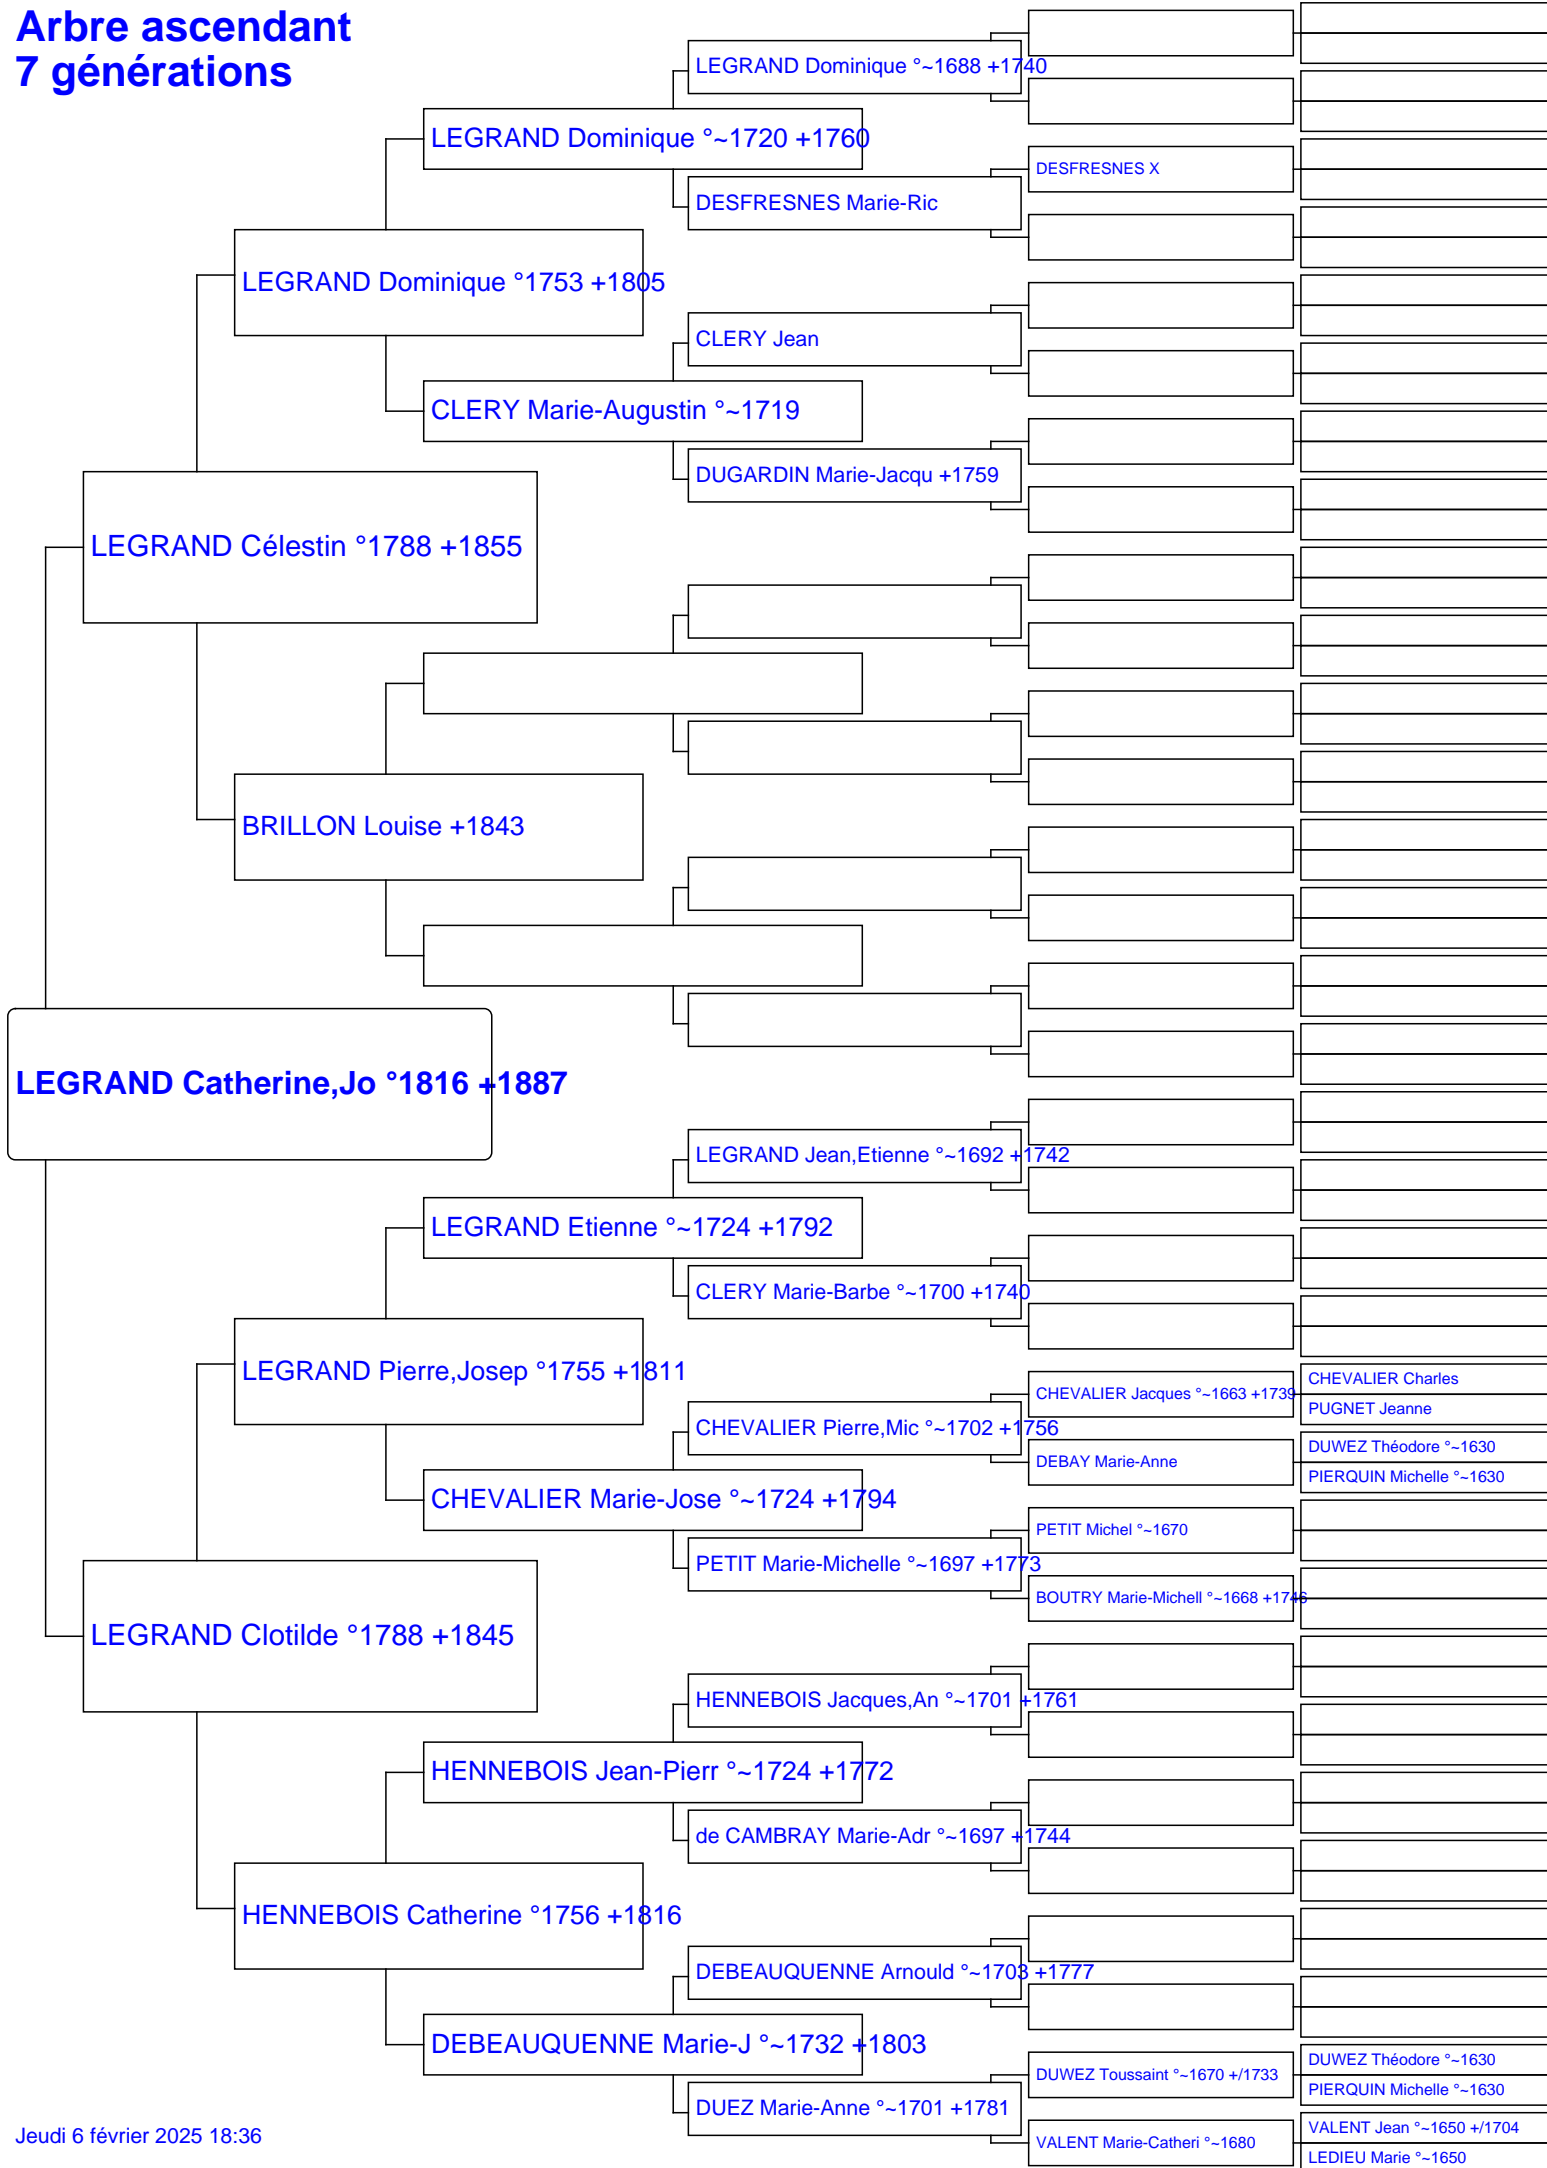 Arbre ascendant
7 générations
LEGRAND Dominique °~1688 +1740
LEGRAND Dominique °~1720 +1760
DESFRESNES X
DESFRESNES Marie-Ric
LEGRAND Dominique °1753 +1805
CLERY Jean
CLERY Marie-Augustin °~1719
DUGARDIN Marie-Jacqu +1759
LEGRAND Célestin °1788 +1855
BRILLON Louise +1843
LEGRAND Catherine,Jo °1816 +1887
LEGRAND Jean,Etienne °~1692 +1742
LEGRAND Etienne °~1724 +1792
CLERY Marie-Barbe °~1700 +1740
LEGRAND Pierre,Josep °1755 +1811
CHEVALIER Charles
CHEVALIER Jacques °~1663 +1739
PUGNET Jeanne
CHEVALIER Pierre,Mic °~1702 +1756
DUWEZ Théodore °~1630
DEBAY Marie-Anne
PIERQUIN Michelle °~1630
CHEVALIER Marie-Jose °~1724 +1794
PETIT Michel °~1670
PETIT Marie-Michelle °~1697 +1773
BOUTRY Marie-Michell °~1668 +1746
LEGRAND Clotilde °1788 +1845
HENNEBOIS Jacques,An °~1701 +1761
HENNEBOIS Jean-Pierr °~1724 +1772
de CAMBRAY Marie-Adr °~1697 +1744
HENNEBOIS Catherine °1756 +1816
DEBEAUQUENNE Arnould °~1703 +1777
DEBEAUQUENNE Marie-J °~1732 +1803
DUWEZ Théodore °~1630
DUWEZ Toussaint °~1670 +/1733
PIERQUIN Michelle °~1630
DUEZ Marie-Anne °~1701 +1781
VALENT Jean °~1650 +/1704
VALENT Marie-Catheri °~1680
LEDIEU Marie °~1650
Jeudi 6 février 2025 18:36